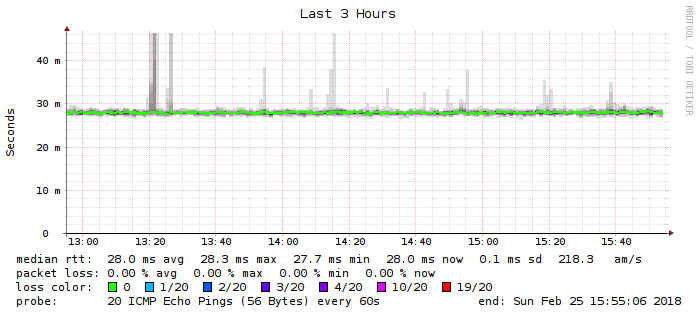 Last 3 Hours
RRDTOOL / TOBI OETIKER
Seconds
40 m
30 m
20 m
10 m
0
13:00 13:20 13:40 14:00 14:20 14:40 15:00 15:20 15:40
median rtt: 28.0 ms avg 28.3 ms max 27.7 ms min 28.0 ms now 0.1 ms sd 218.3 am/s
packet loss: 0.00 % avg 0.00 % max 0.00 % min 0.00 % now
loss color: 0 1/20 2/20 3/20 4/20 10/20 19/20
probe: 20 ICMP Echo Pings (56 Bytes) every 60s end: Sun Feb 25 15:55:06 2018